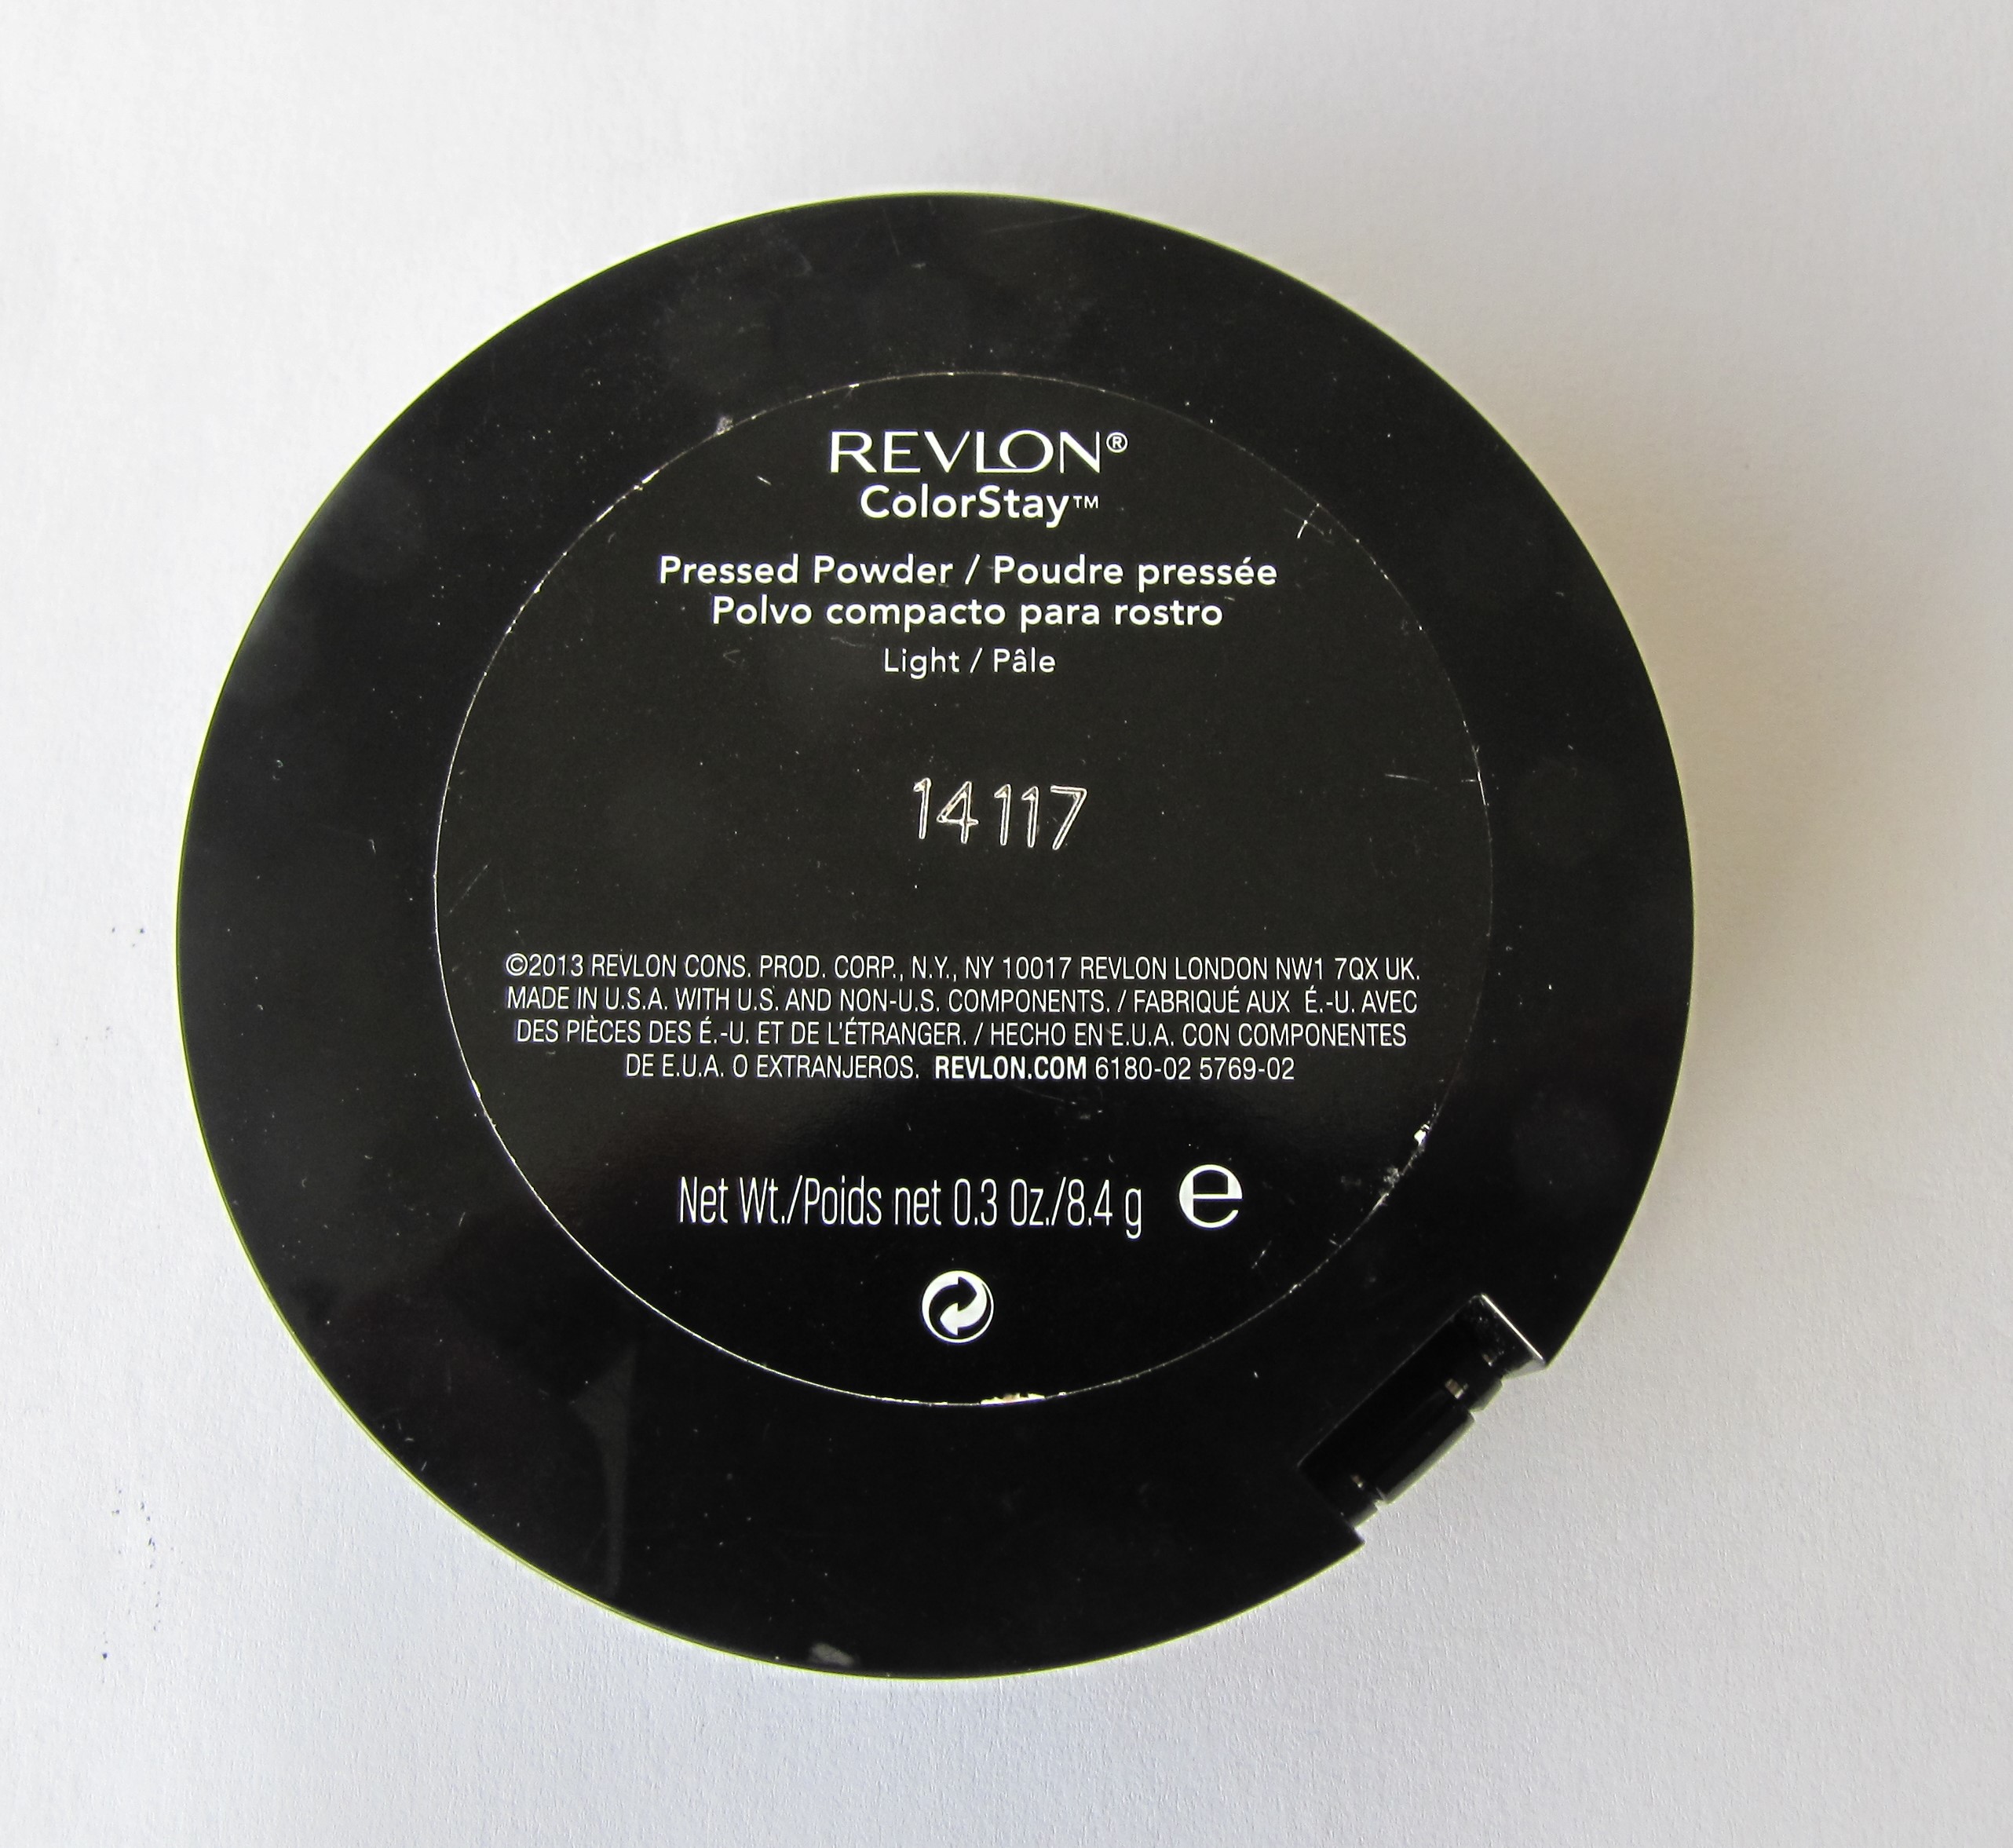 REVLON®
ColorStay™
Pressed Powder / Poudre pressée
Polvo compacto para rostro
Light / Pâle
14117
©2013 REVLON CONS. PROD. CORP., N.Y., NY 10017 REVLON LONDON NW1 7QX UK.
MADE IN U.S.A. WITH U.S. AND NON-U.S. COMPONENTS. / FABRIQUÉ AUX É.-U. AVEC
DES PIÈCES DES É.-U. ET DE L'ÉTRANGER. / HECHO EN E.U.A. CON COMPONENTES
DE E.U.A. O EXTRANJEROS. REVLON.COM 6180-02 5769-02
Net Wt./Poids net 0.3 Oz./8.4 g e